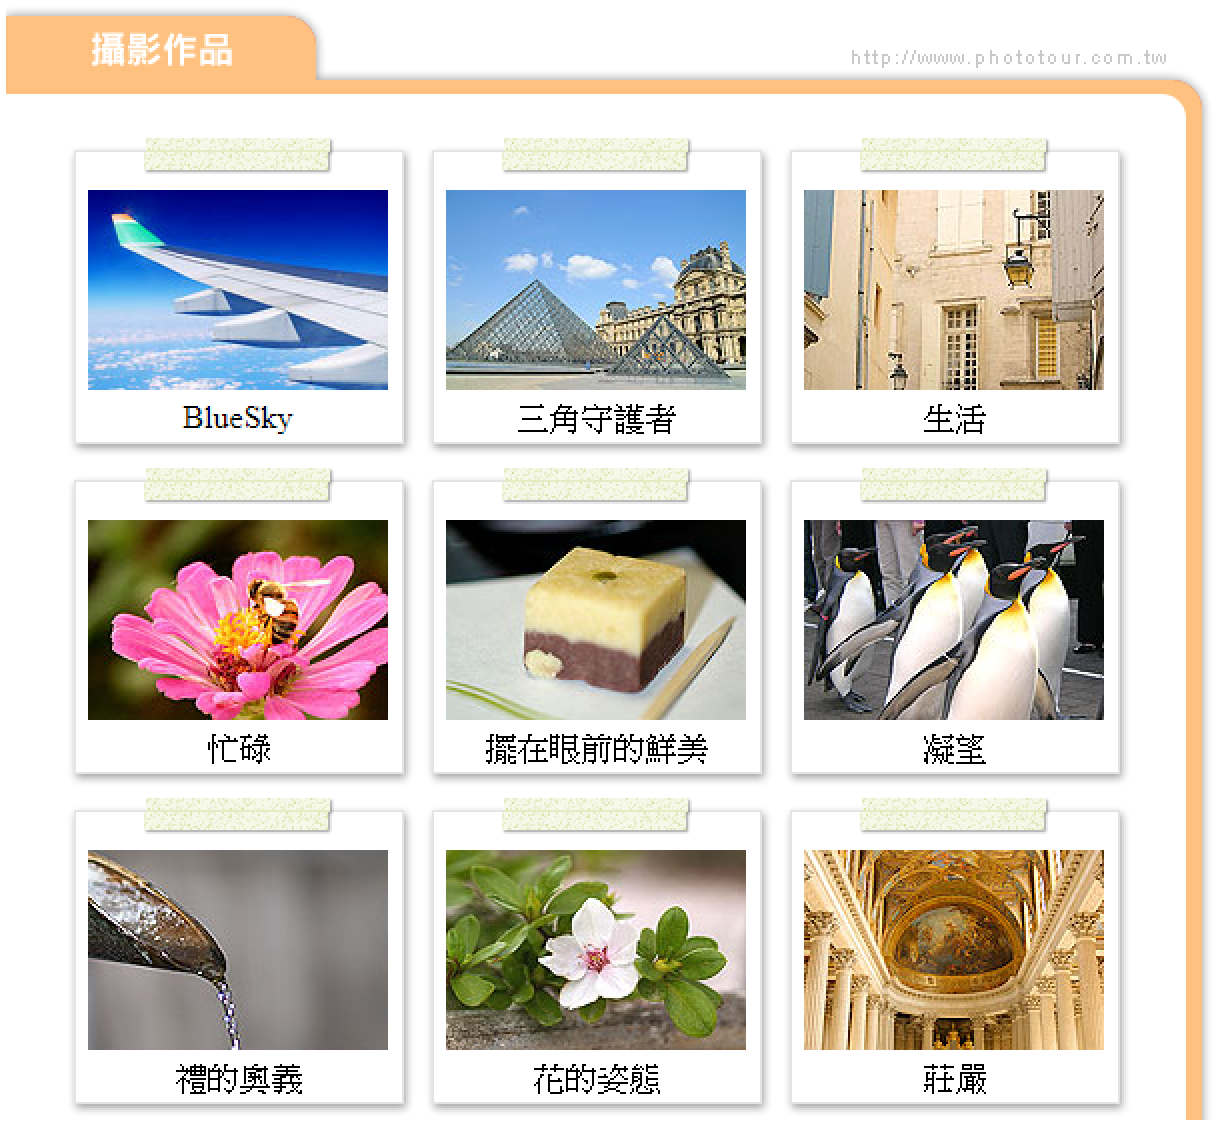 攝影作品
http://www.phototour.com.tw
BlueSky
三角守護者
生活
忙碌
擺在眼前的鮮美
凝望
禮的奧義
花的姿態
莊嚴